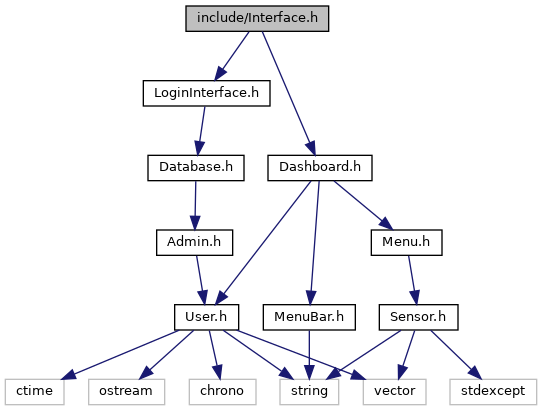 include/Interface.h
LoginInterface.h
Database.h
Dashboard.h
Admin.h
Menu.h
User.h
MenuBar.h
Sensor.h
ctime
ostream
chrono
string
vector
stdexcept